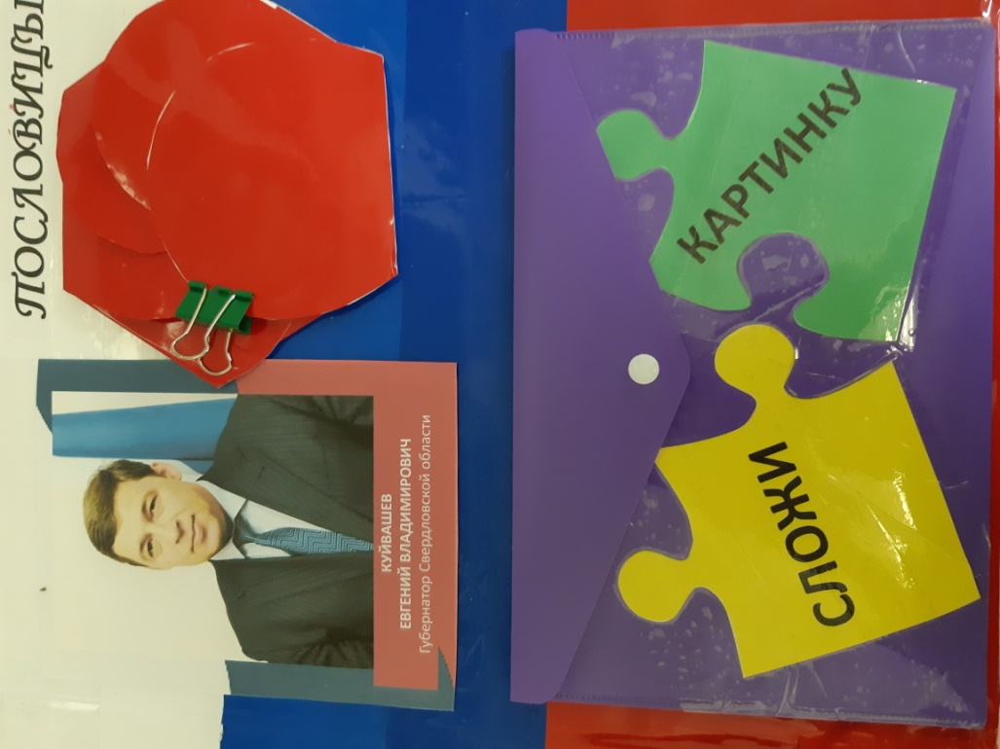 ПОСЛОВИЦЫ
КУЙВАШЕВ
ЕВГЕНИЙ ВЛАДИМИРОВИЧ
Губернатор Свердловской области
СЛОЖИ
КАРТИНКУ